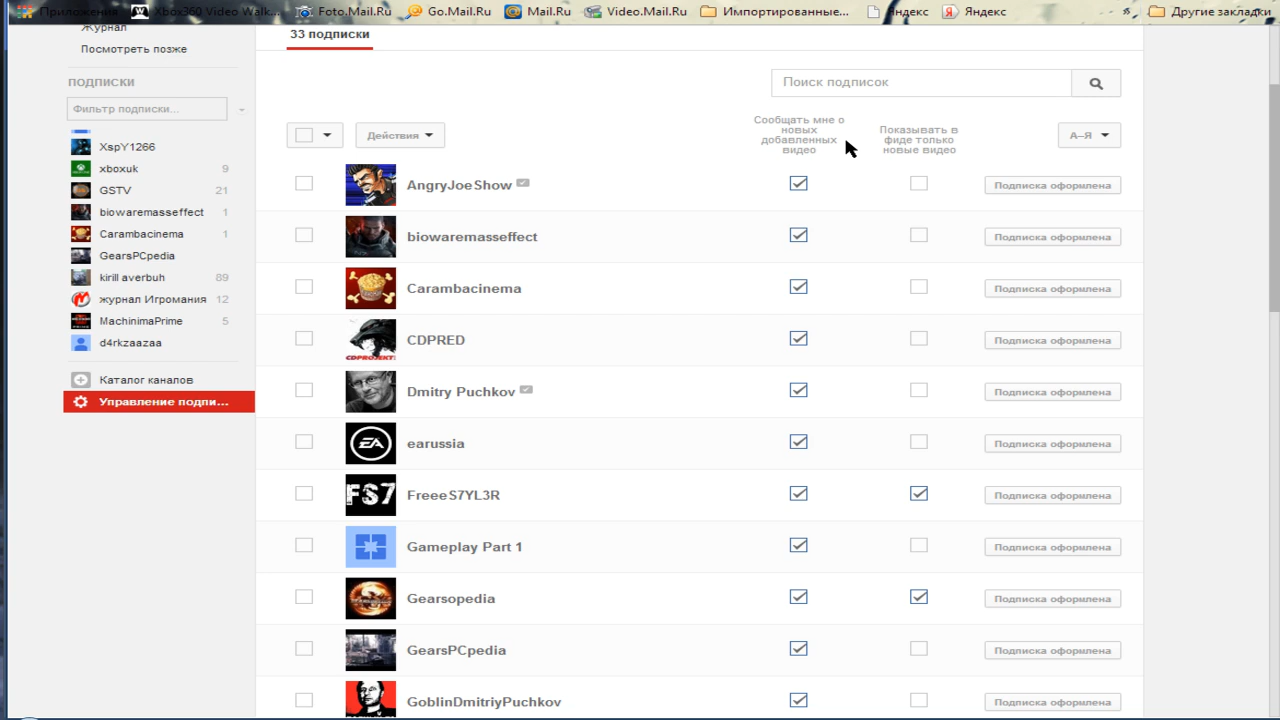 Приложения
Xbox360 Video Walk...
Foto.Mail.Ru
Go.Mail.Ru
Mail.Ru
Video.Mail.Ru
Яндекс
Яндекс
Другие закладки
Журнал
Посмотреть позже
ПОДПИСКИ
Фильтр подписки...
XspY1266
xboxuk 9
GSTV 21
biowaremasseffect 1
Carambacinema 1
GearsPCpedia
kirill averbuh 89
журнал Игромания 12
MachinimaPrime 5
d4rkzaazaa
Каталог каналов
Управление подпи...
33 подписки
Поиск подписок
Действия
Сообщать мне о
новых
добавленных
видео
Показывать в
фиде только
новые видео
А–Я
AngryJoeShow Подписка оформлена
biowaremasseffect Подписка оформлена
Carambacinema Подписка оформлена
CDPROJEKT
CDPRED Подписка оформлена
Dmitry Puchkov Подписка оформлена
EA
earussia Подписка оформлена
FS7
FreeeS7YL3R Подписка оформлена
Gameplay Part 1 Подписка оформлена
Gearsopedia Подписка оформлена
GearsPCpedia Подписка оформлена
GoblinDmitriyPuchkov Подписка оформлена